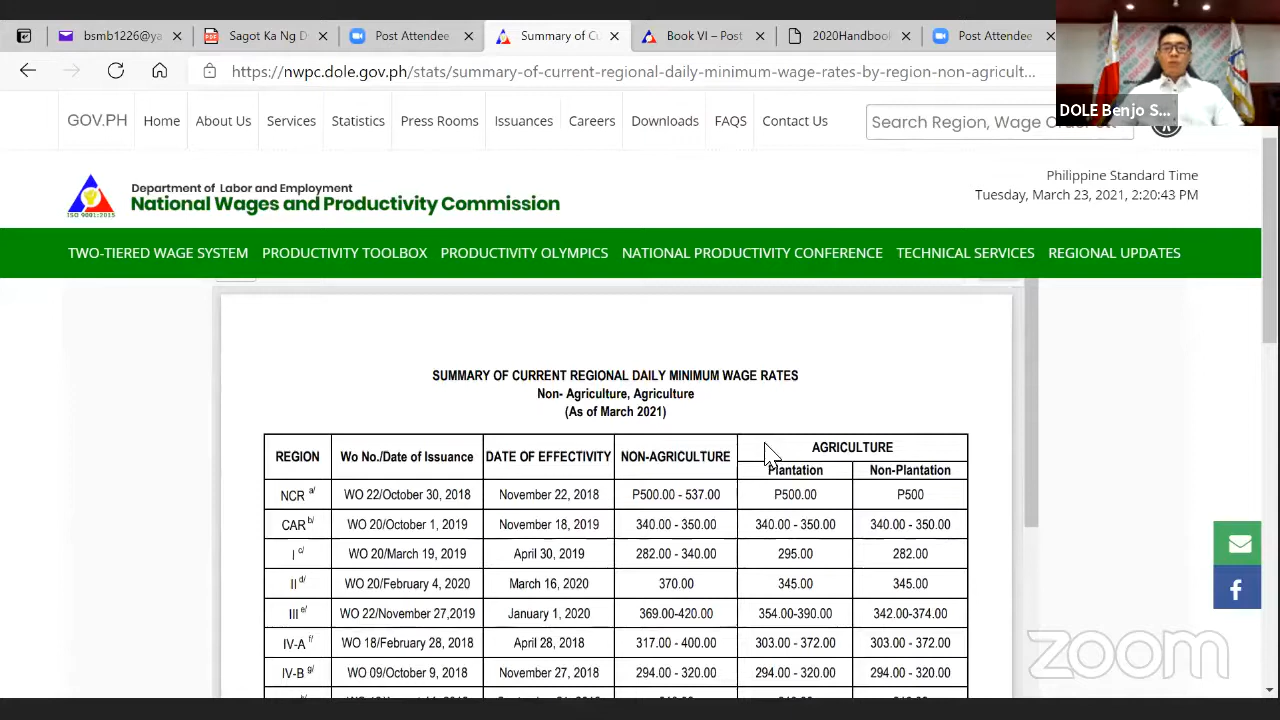 bsmb1226@ya
Sagot Ka Ng D
Post Attendee
Summary of Cu
Book VI – Post
2020Handboo
Post Attendee
https://nwpc.dole.gov.ph/stats/summary-of-current-regional-daily-minimum-wage-rates-by-region-non-agricult...
DOLE Benjo S...
GOV.PH Home About Us Services Statistics Press Rooms Issuances Careers Downloads FAQS Contact Us
Search Region, Wage Order
Department of Labor and Employment
National Wages and Productivity Commission
ISO 9001:2015
Philippine Standard Time
Tuesday, March 23, 2021, 2:20:43 PM
TWO-TIERED WAGE SYSTEM PRODUCTIVITY TOOLBOX PRODUCTIVITY OLYMPICS NATIONAL PRODUCTIVITY CONFERENCE TECHNICAL SERVICES REGIONAL UPDATES
SUMMARY OF CURRENT REGIONAL DAILY MINIMUM WAGE RATES
Non- Agriculture, Agriculture
(As of March 2021)
REGION Wo No./Date of Issuance DATE OF EFFECTIVITY NON-AGRICULTURE AGRICULTURE
Plantation Non-Plantation
NCR a/ WO 22/October 30, 2018 November 22, 2018 P500.00 - 537.00 P500.00 P500
CAR b/ WO 20/October 1, 2019 November 18, 2019 340.00 - 350.00 340.00 - 350.00 340.00 - 350.00
I c/ WO 20/March 19, 2019 April 30, 2019 282.00 - 340.00 295.00 282.00
II d/ WO 20/February 4, 2020 March 16, 2020 370.00 345.00 345.00
III e/ WO 22/November 27,2019 January 1, 2020 369.00-420.00 354.00-390.00 342.00-374.00
IV-A f/ WO 18/February 28, 2018 April 28, 2018 317.00 - 400.00 303.00 - 372.00 303.00 - 372.00
IV-B g/ WO 09/October 9, 2018 November 27, 2018 294.00 - 320.00 294.00 - 320.00 294.00 - 320.00
zoom